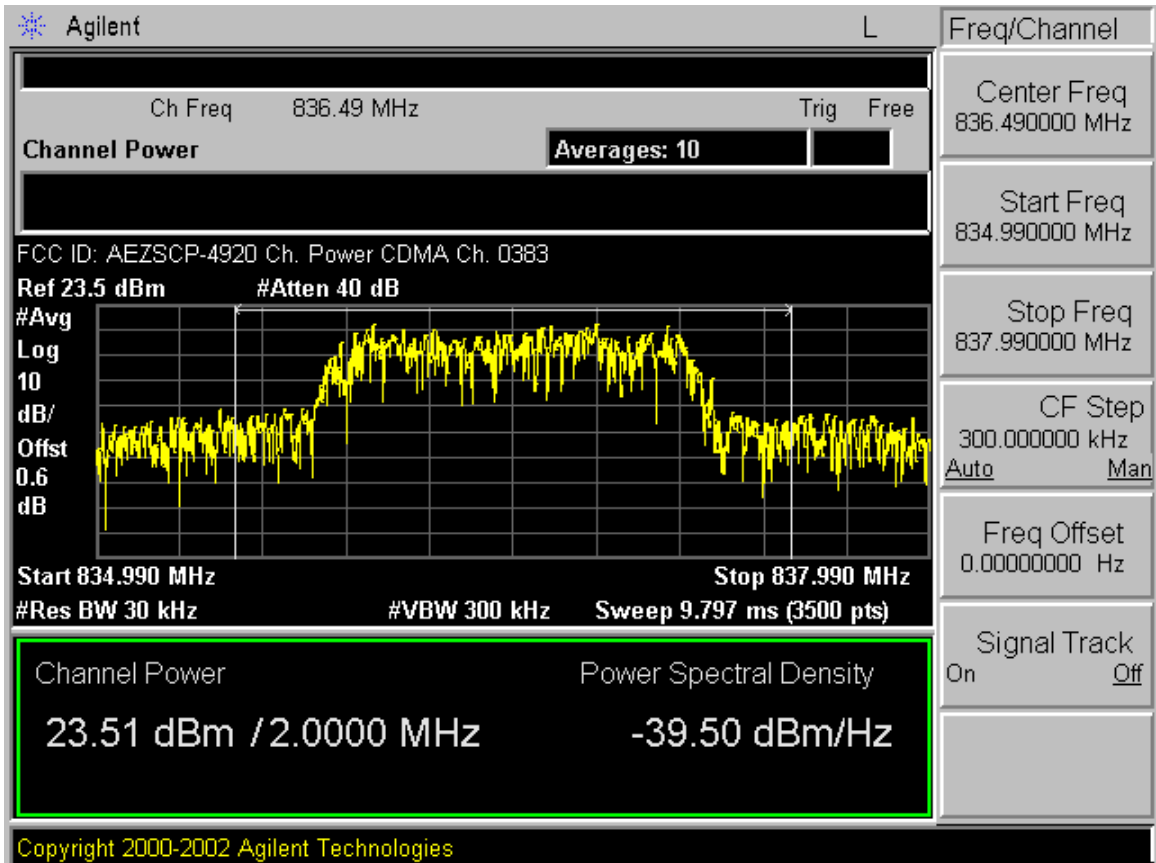 Agilent L
Ch Freq 836.49 MHz Trig Free
Channel Power Averages: 10
FCC ID: AEZSCP-4920 Ch. Power CDMA Ch. 0383
Ref 23.5 dBm #Atten 40 dB
#Avg
Log
10
dB/
Offst
0.6
dB
Start 834.990 MHz Stop 837.990 MHz
#Res BW 30 kHz #VBW 300 kHz Sweep 9.797 ms (3500 pts)
Channel Power Power Spectral Density
23.51 dBm / 2.0000 MHz -39.50 dBm/Hz
Copyright 2000-2002 Agilent Technologies
Freq/Channel
Center Freq
836.490000 MHz
Start Freq
834.990000 MHz
Stop Freq
837.990000 MHz
CF Step
300.000000 kHz
Auto Man
Freq Offset
0.00000000 Hz
Signal Track
On Off